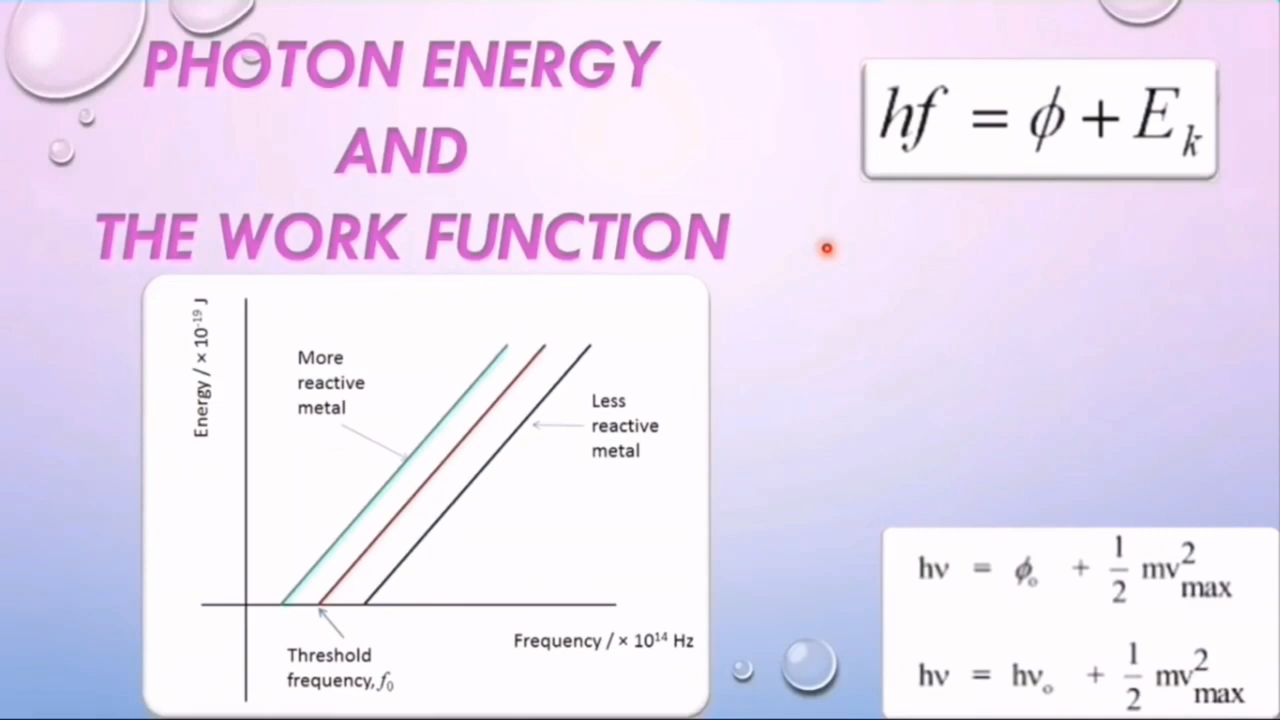 PHOTON ENERGY
AND
THE WORK FUNCTION
hf = ϕ + Eₖ
Energy / × 10⁻¹⁹ J
More
reactive
metal
Less
reactive
metal
Threshold
frequency, f₀
Frequency / × 10¹⁴ Hz
hν = ϕₒ + 1/2 mv²max
hν = hνₒ + 1/2 mv²max